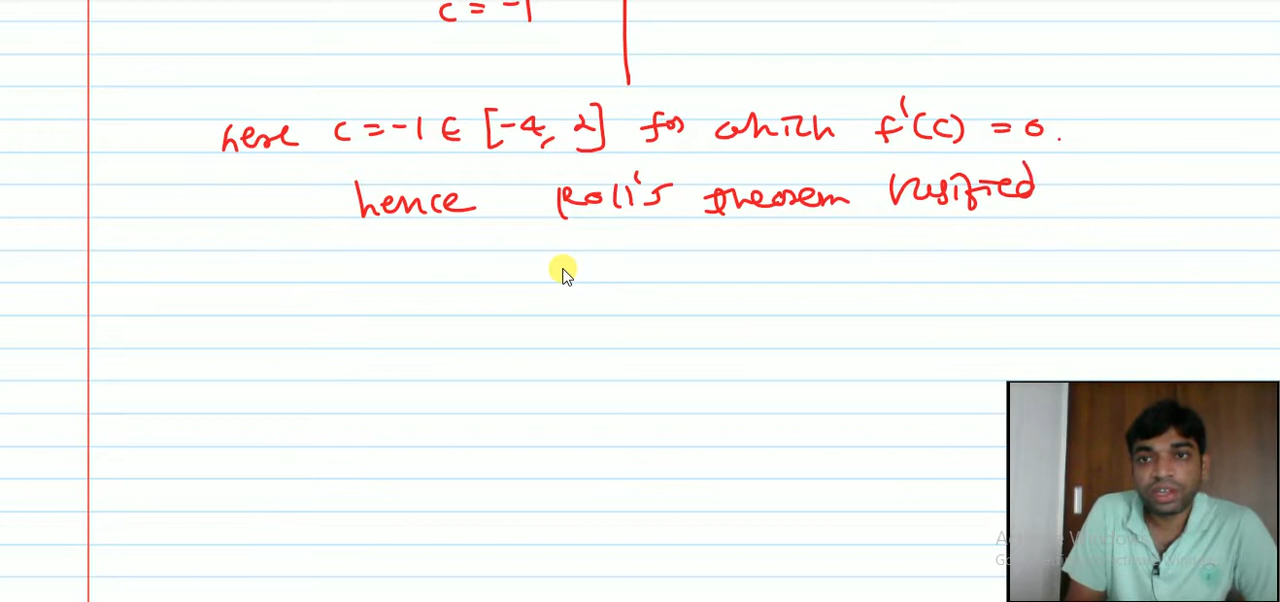 c = -1
here c = -1 ∈ [-4, 2] for which f'(c) = 0.
hence Roll's theorem Verified